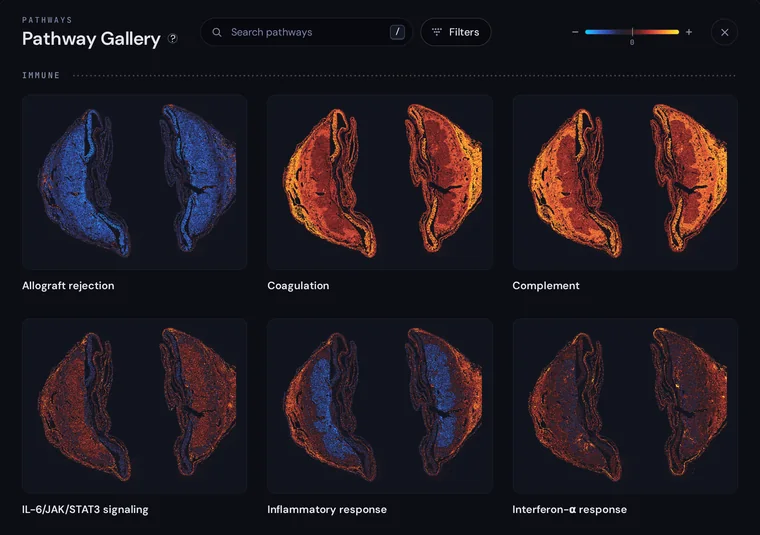 PATHWAYS
Pathway Gallery ?
Search pathways /
Filters
− +
0
IMMUNE
Allograft rejection
Coagulation
Complement
IL-6/JAK/STAT3 signaling
Inflammatory response
Interferon-α response